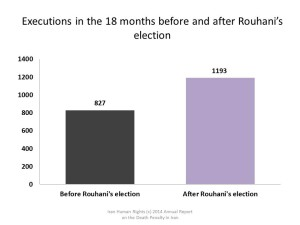 Executions in the 18 months before and after Rouhani's
election
1400
1200
1000
800
600
400
200
0
827
1193
Before Rouhani's election
After Rouhani's election
Iran Human Rights (c) 2014 Annual Report
on the Death Penalty in Iran